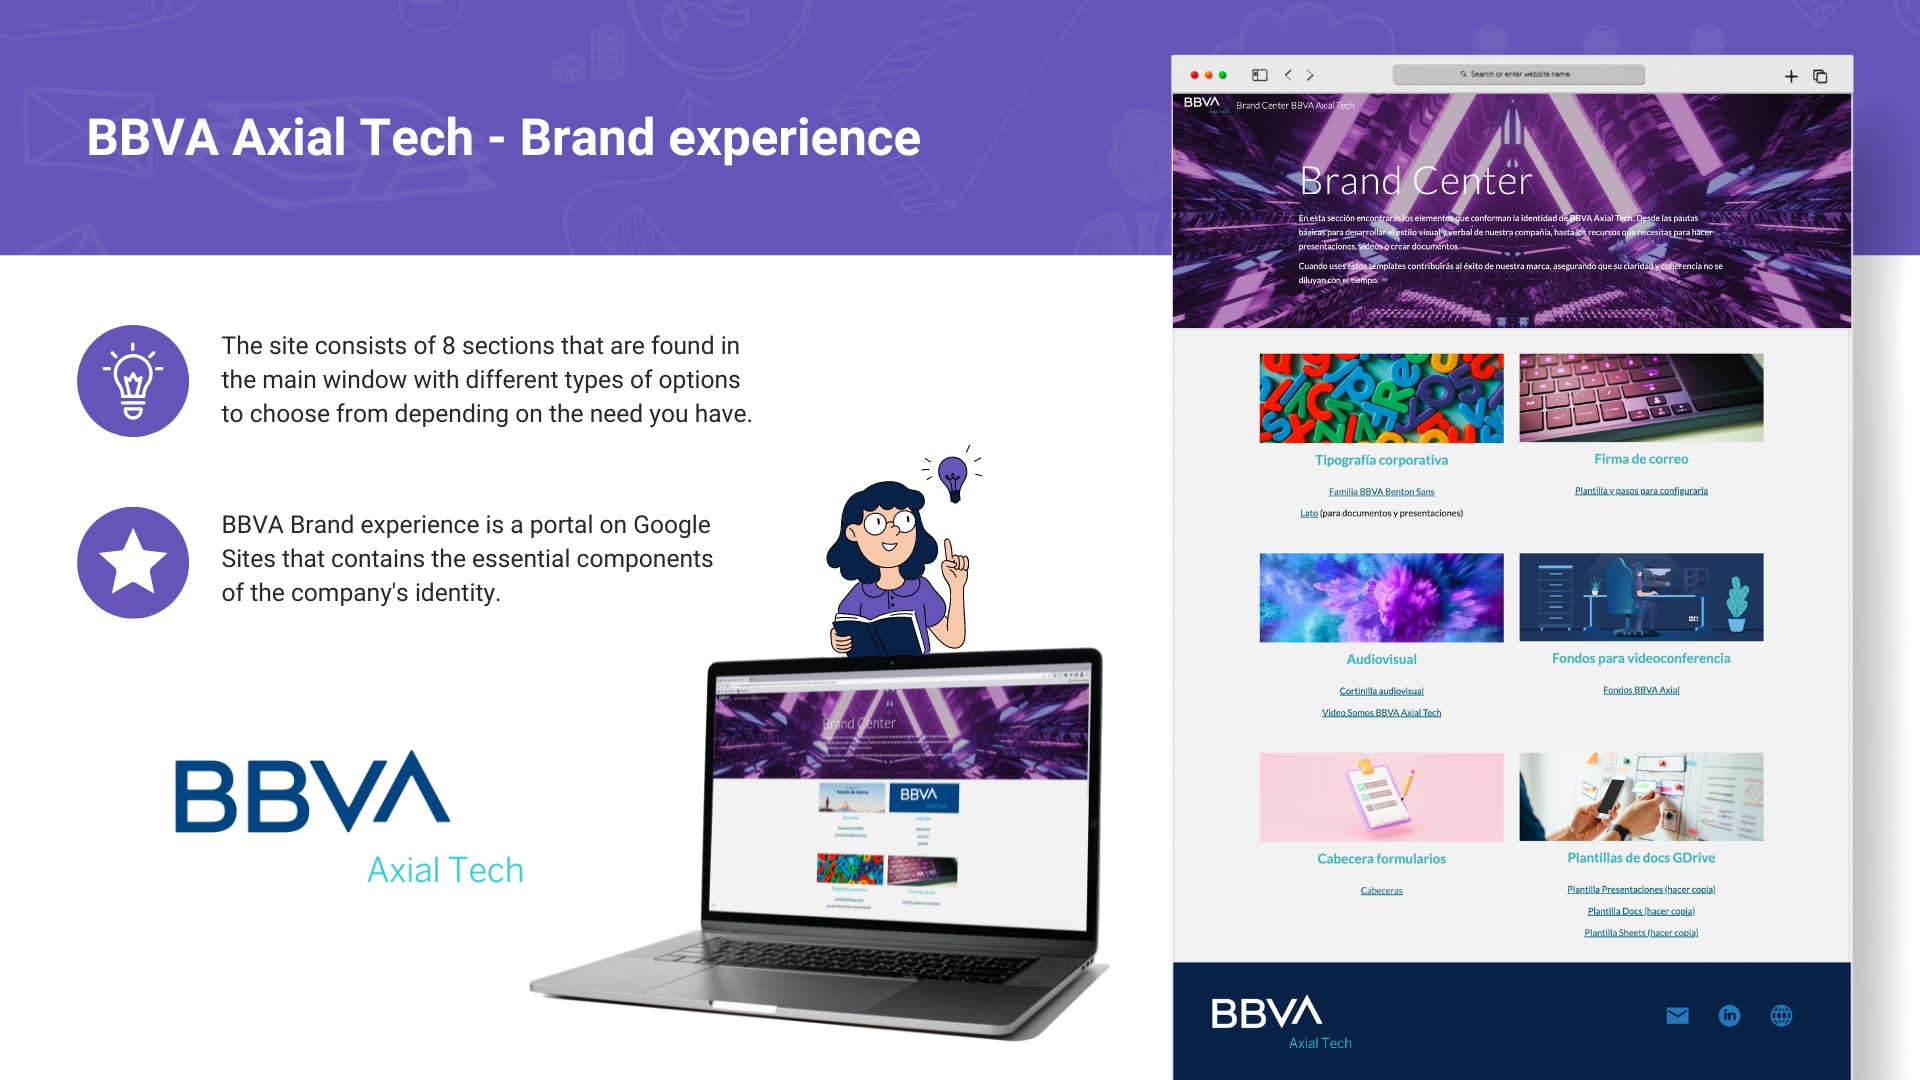 BBVA Axial Tech - Brand experience
The site consists of 8 sections that are found in
the main window with different types of options
to choose from depending on the need you have.
BBVA Brand experience is a portal on Google
Sites that contains the essential components
of the company's identity.
BBVA
Axial Tech
Brand Center
BBVA
Search or enter website name
BBVA
Axial Tech
Brand Center BBVA Axial Tech
Brand Center
En esta sección encontrarás los elementos que conforman la identidad de BBVA Axial Tech. Desde las pautas
básicas para desarrollar el estilo visual y verbal de nuestra compañía, hasta los recursos que necesitas para hacer
presentaciones, vídeos o crear documentos.
Cuando uses estos templates contribuirás al éxito de nuestra marca, asegurando que su claridad y coherencia no se
diluyan con el tiempo.
Tipografía corporativa
Familia BBVA Benton Sans
Lato (para documentos y presentaciones)
Firma de correo
Plantilla y pasos para configurarla
Audiovisual
Cortinilla audiovisual
Video Somos BBVA Axial Tech
Fondos para videoconferencia
Fondos BBVA Axial
Cabecera formularios
Cabeceras
Plantillas de docs GDrive
Plantilla Presentaciones (hacer copia)
Plantilla Docs (hacer copia)
Plantilla Sheets (hacer copia)
BBVA
Axial Tech